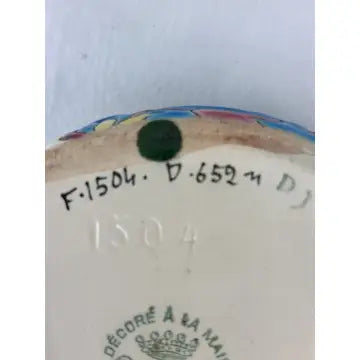 F.1504. D.652
1504
DÉCORÉ À LA MAI